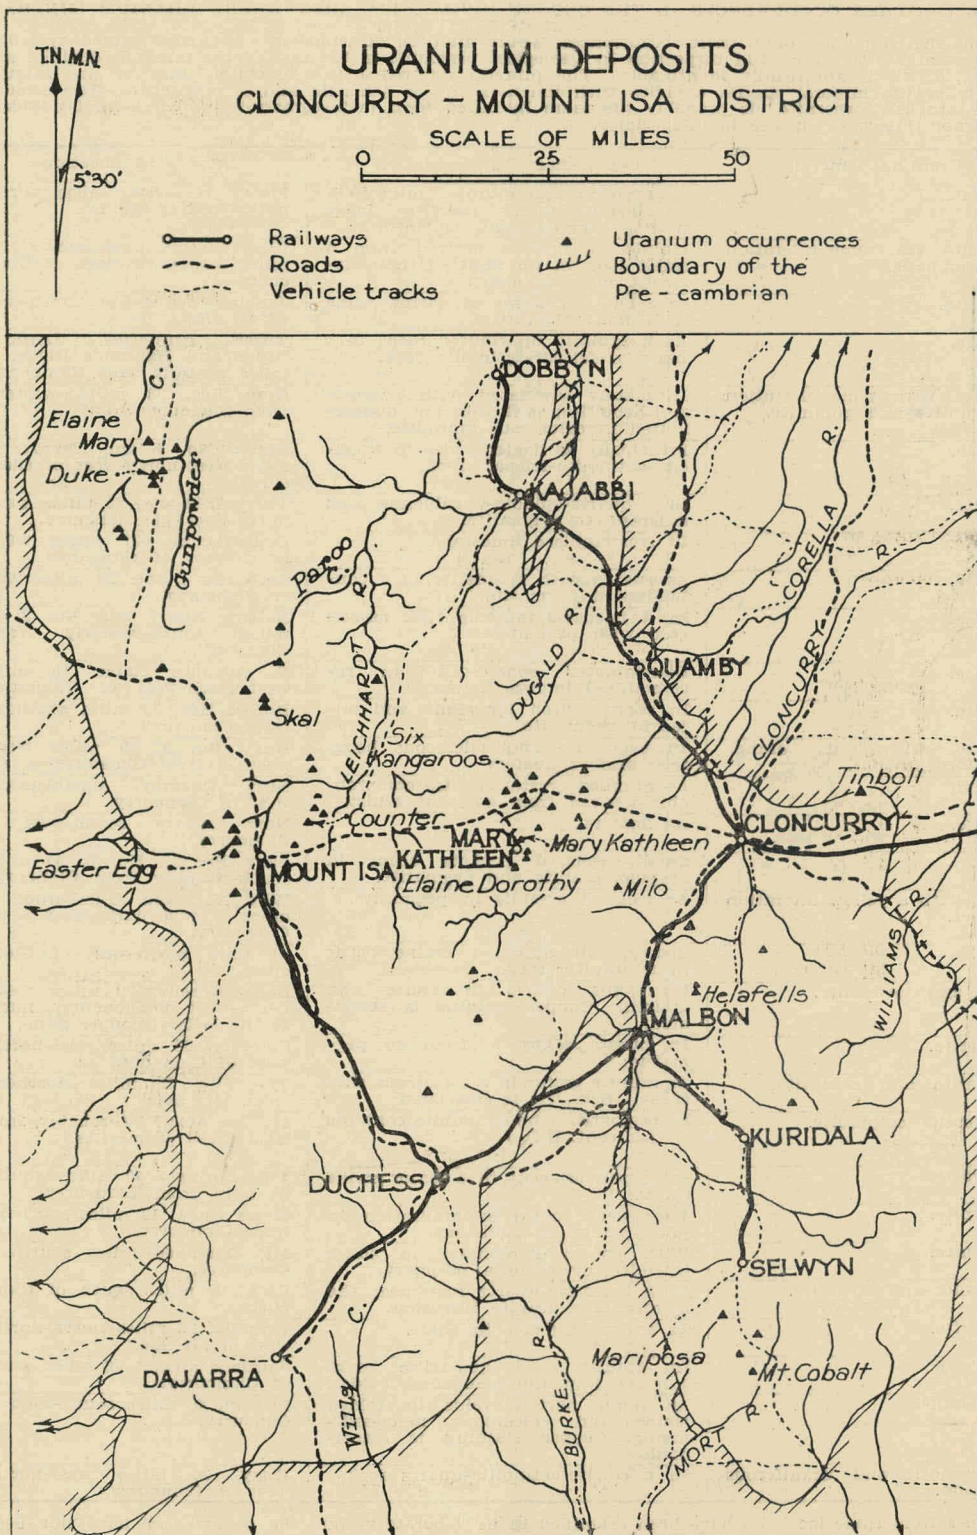 T.N. M.N.
5°30'
URANIUM DEPOSITS
CLONCURRY - MOUNT ISA DISTRICT
SCALE OF MILES
0 25 50
Railways
Roads
Vehicle tracks
Uranium occurrences
Boundary of the
Pre-cambrian
DOBBYN
C.
Elaine
Mary
Duke
Gunpowder
KAJABBI
Paroo
C.
R.
LEICHHARDT
DUGALD R.
CORELLA R.
R.
CLONCURRY
QUAMBY
Skal
Six
Kangaroos
Tinboll
Counter
CLONCURRY
MARY
KATHLEEN
Mary Kathleen
Easter Egg
MOUNT ISA
Elaine Dorothy
Milo
WILLIAMS R.
Helafells
MALBON
KURIDALA
DUCHESS
SELWYN
DAJARRA
Wills C.
BURKE R.
Mariposa
Mt. Cobalt
MORT R.